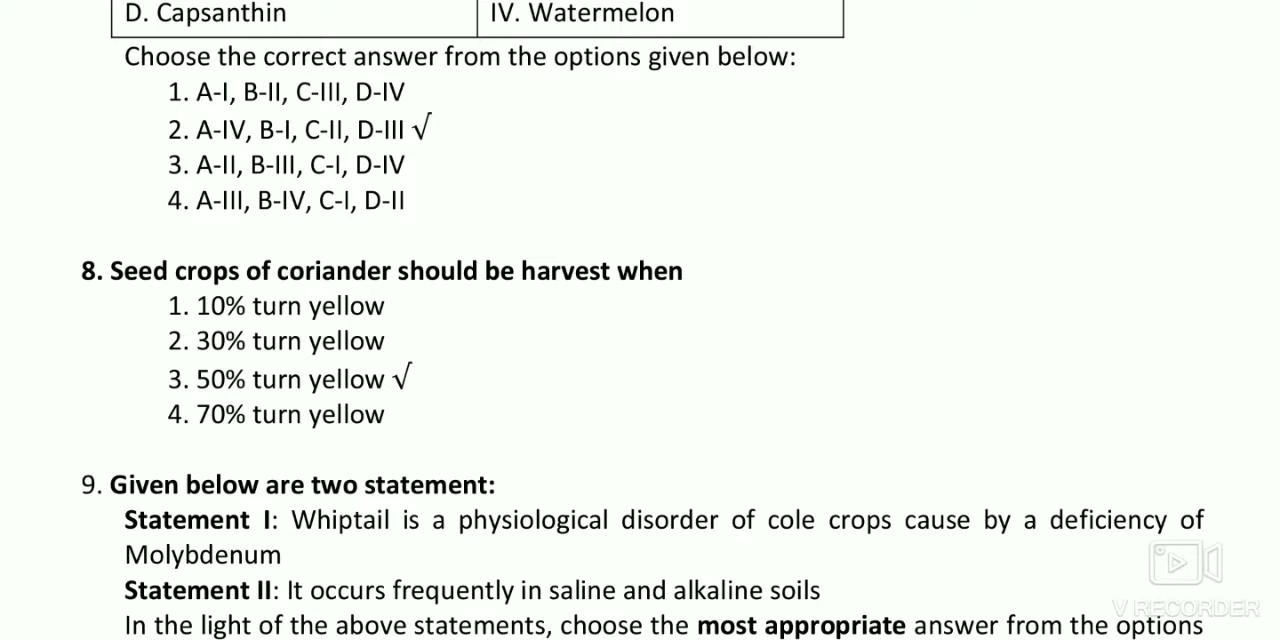 D. Capsanthin IV. Watermelon
Choose the correct answer from the options given below:
1. A-I, B-II, C-III, D-IV
2. A-IV, B-I, C-II, D-III √
3. A-II, B-III, C-I, D-IV
4. A-III, B-IV, C-I, D-II
8. Seed crops of coriander should be harvest when
1. 10% turn yellow
2. 30% turn yellow
3. 50% turn yellow √
4. 70% turn yellow
9. Given below are two statement:
Statement I: Whiptail is a physiological disorder of cole crops cause by a deficiency of
Molybdenum
Statement II: It occurs frequently in saline and alkaline soils
In the light of the above statements, choose the most appropriate answer from the options
V RECORDER